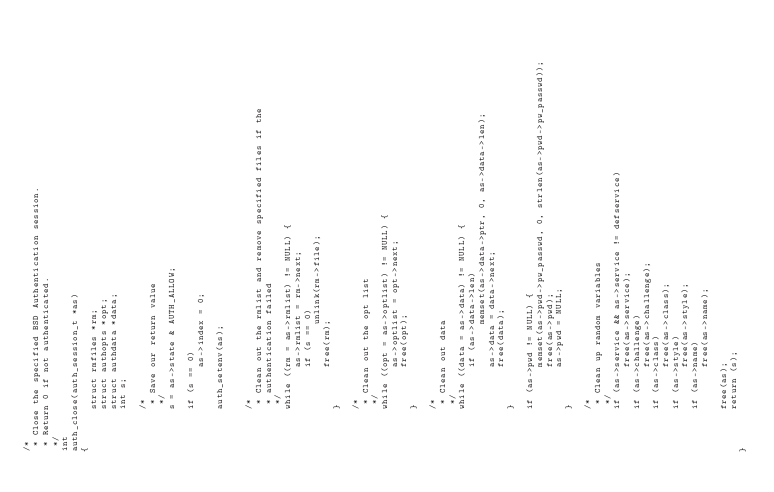 /*
 * Close the specified BSD authentication session.
 * Return 0 if not authenticated.
 */
int
auth_close(auth_session_t *as)
{
struct rmfiles *rm;
struct authopts *opt;
struct authdata *data;
int s;
/*
 * Save our return value
 */
s = as->state & AUTH_ALLOW;
if (s == 0)
as->index = 0;
auth_setenv(as);
/*
 * Clean out the rmlist and remove specified files if the
 * authentication failed
 */
while ((rm = as->rmlist) != NULL) {
as->rmlist = rm->next;
if (s == 0)
unlink(rm->file);
free(rm);
}
/*
 * Clean out the opt list
 */
while ((opt = as->optlist) != NULL) {
as->optlist = opt->next;
free(opt);
}
/*
 * Clean out data
 */
while ((data = as->data) != NULL) {
if (as->data->len)
memset(as->data->ptr, 0, as->data->len);
as->data = data->next;
free(data);
}
if (as->pwd != NULL) {
memset(as->pwd->pw_passwd, 0, strlen(as->pwd->pw_passwd));
free(as->pwd);
as->pwd = NULL;
}
/*
 * Clean up random variables
 */
if (as->service && as->service != defservice)
free(as->service);
if (as->challenge)
free(as->challenge);
if (as->class)
free(as->class);
if (as->style)
free(as->style);
if (as->name)
free(as->name);
free(as);
return (s);
}